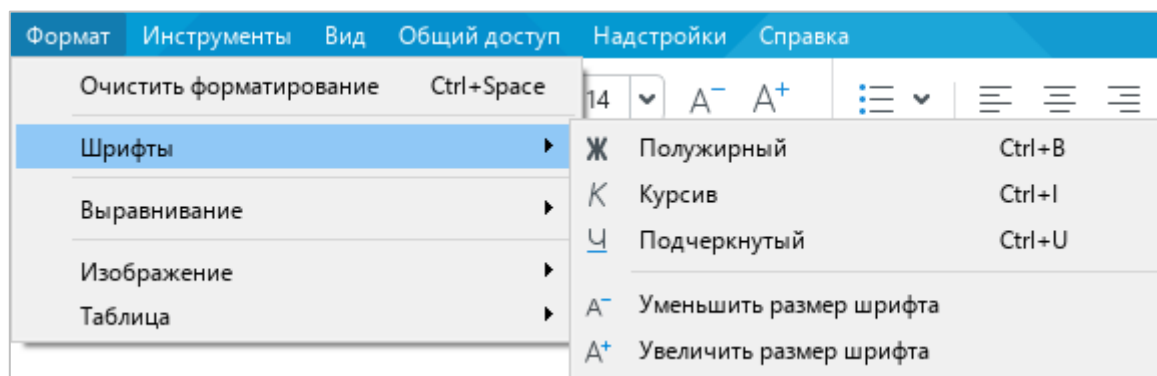 Формат Инструменты Вид Общий доступ Надстройки Справка
Очистить форматирование Ctrl+Space
14 A⁻ A⁺
Шрифты
Ж Полужирный Ctrl+B
К Курсив Ctrl+I
Ч Подчеркнутый Ctrl+U
A⁻ Уменьшить размер шрифта
A⁺ Увеличить размер шрифта
Выравнивание
Изображение
Таблица